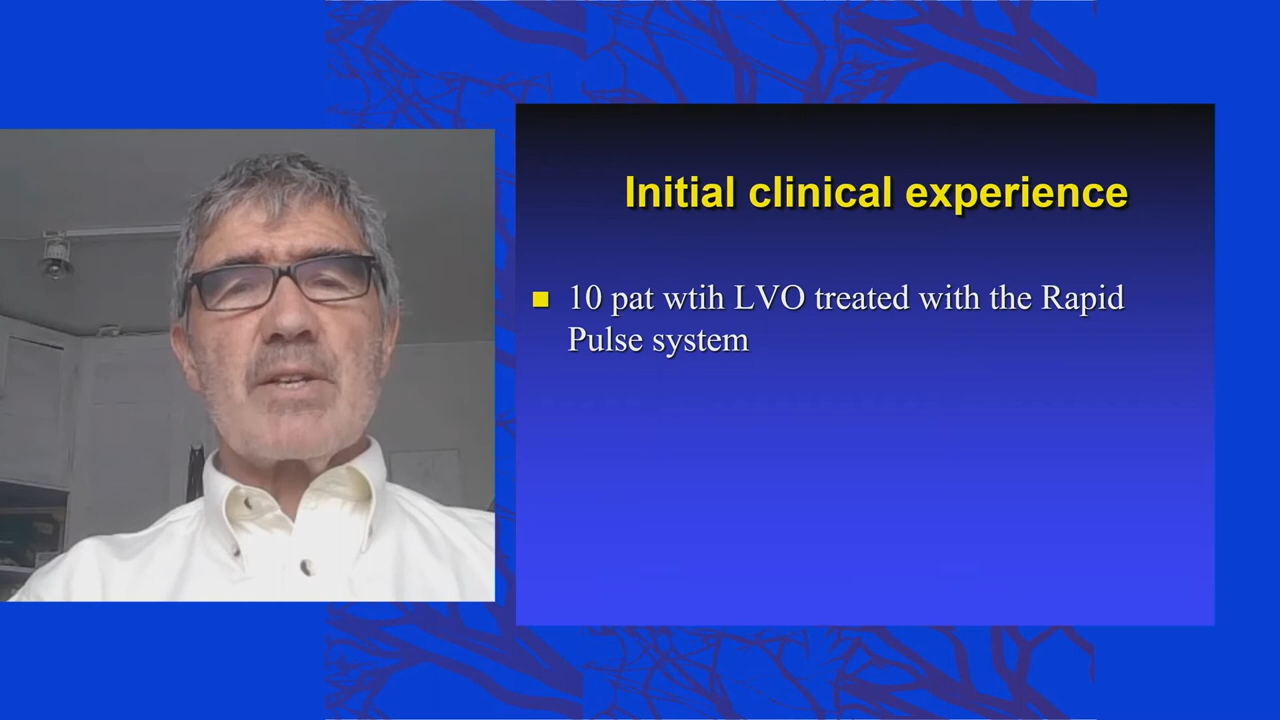 Initial clinical experience
10 pat wtih LVO treated with the Rapid
Pulse system